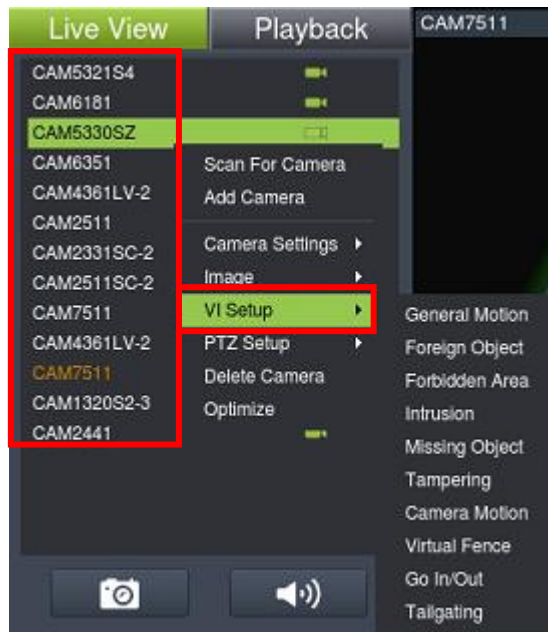 Live View
Playback
CAM7511
CAM5321S4
CAM6181
CAM5330SZ
CAM6351
CAM4361LV-2
CAM2511
CAM2331SC-2
CAM2511SC-2
CAM7511
CAM4361LV-2
CAM7511
CAM1320S2-3
CAM2441
Scan For Camera
Add Camera
Camera Settings
Image
VI Setup
PTZ Setup
Delete Camera
Optimize
General Motion
Foreign Object
Forbidden Area
Intrusion
Missing Object
Tampering
Camera Motion
Virtual Fence
Go In/Out
Tailgating